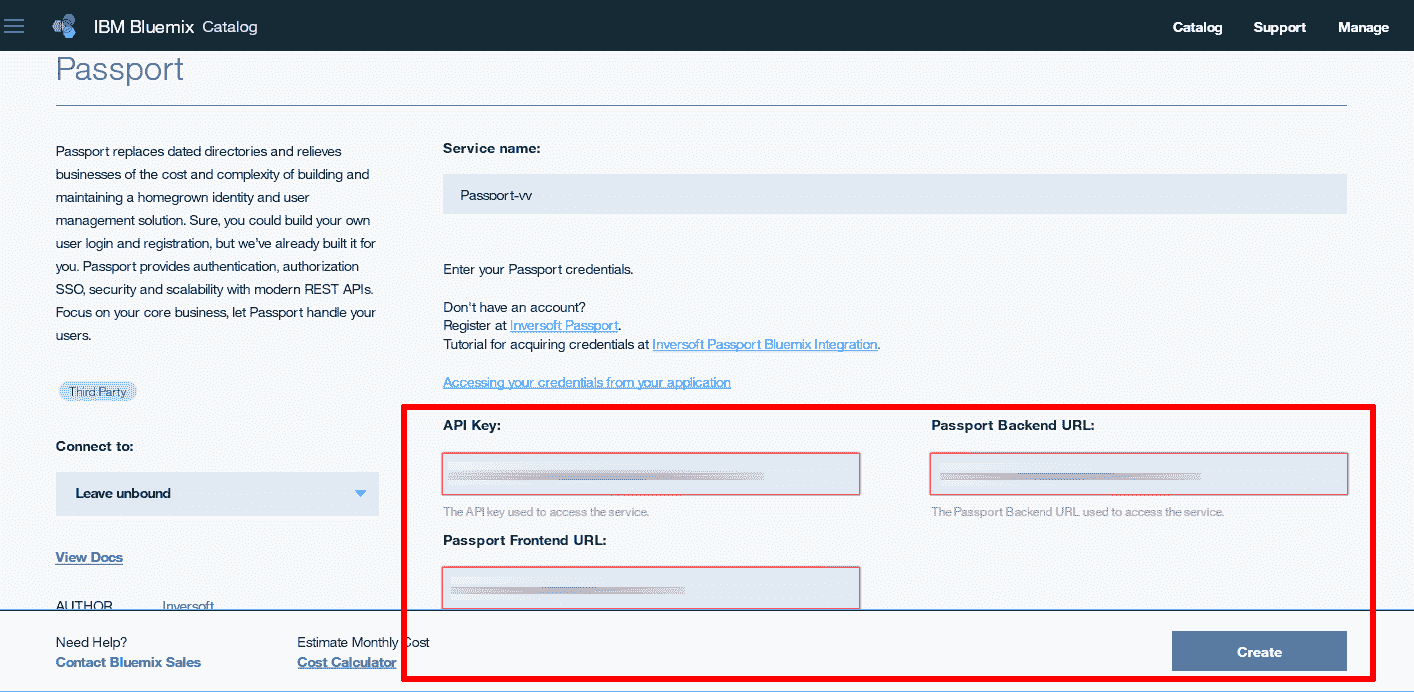 IBM Bluemix Catalog
Catalog Support Manage
Passport
Passport replaces dated directories and relieves
businesses of the cost and complexity of building and
maintaining a homegrown identity and user
management solution. Sure, you could build your own
user login and registration, but we've already built it for
you. Passport provides authentication, authorization
SSO, security and scalability with modern REST APIs.
Focus on your core business, let Passport handle your
users.
Third Party
Connect to:
Leave unbound
View Docs
AUTHOR Inversoft
Service name:
Passport-vv
Enter your Passport credentials.
Don't have an account?
Register at Inversoft Passport.
Tutorial for acquiring credentials at Inversoft Passport Bluemix Integration.
Accessing your credentials from your application
API Key:
The API key used to access the service.
Passport Backend URL:
The Passport Backend URL used to access the service.
Passport Frontend URL:
Need Help?
Contact Bluemix Sales
Estimate Monthly Cost
Cost Calculator
Create